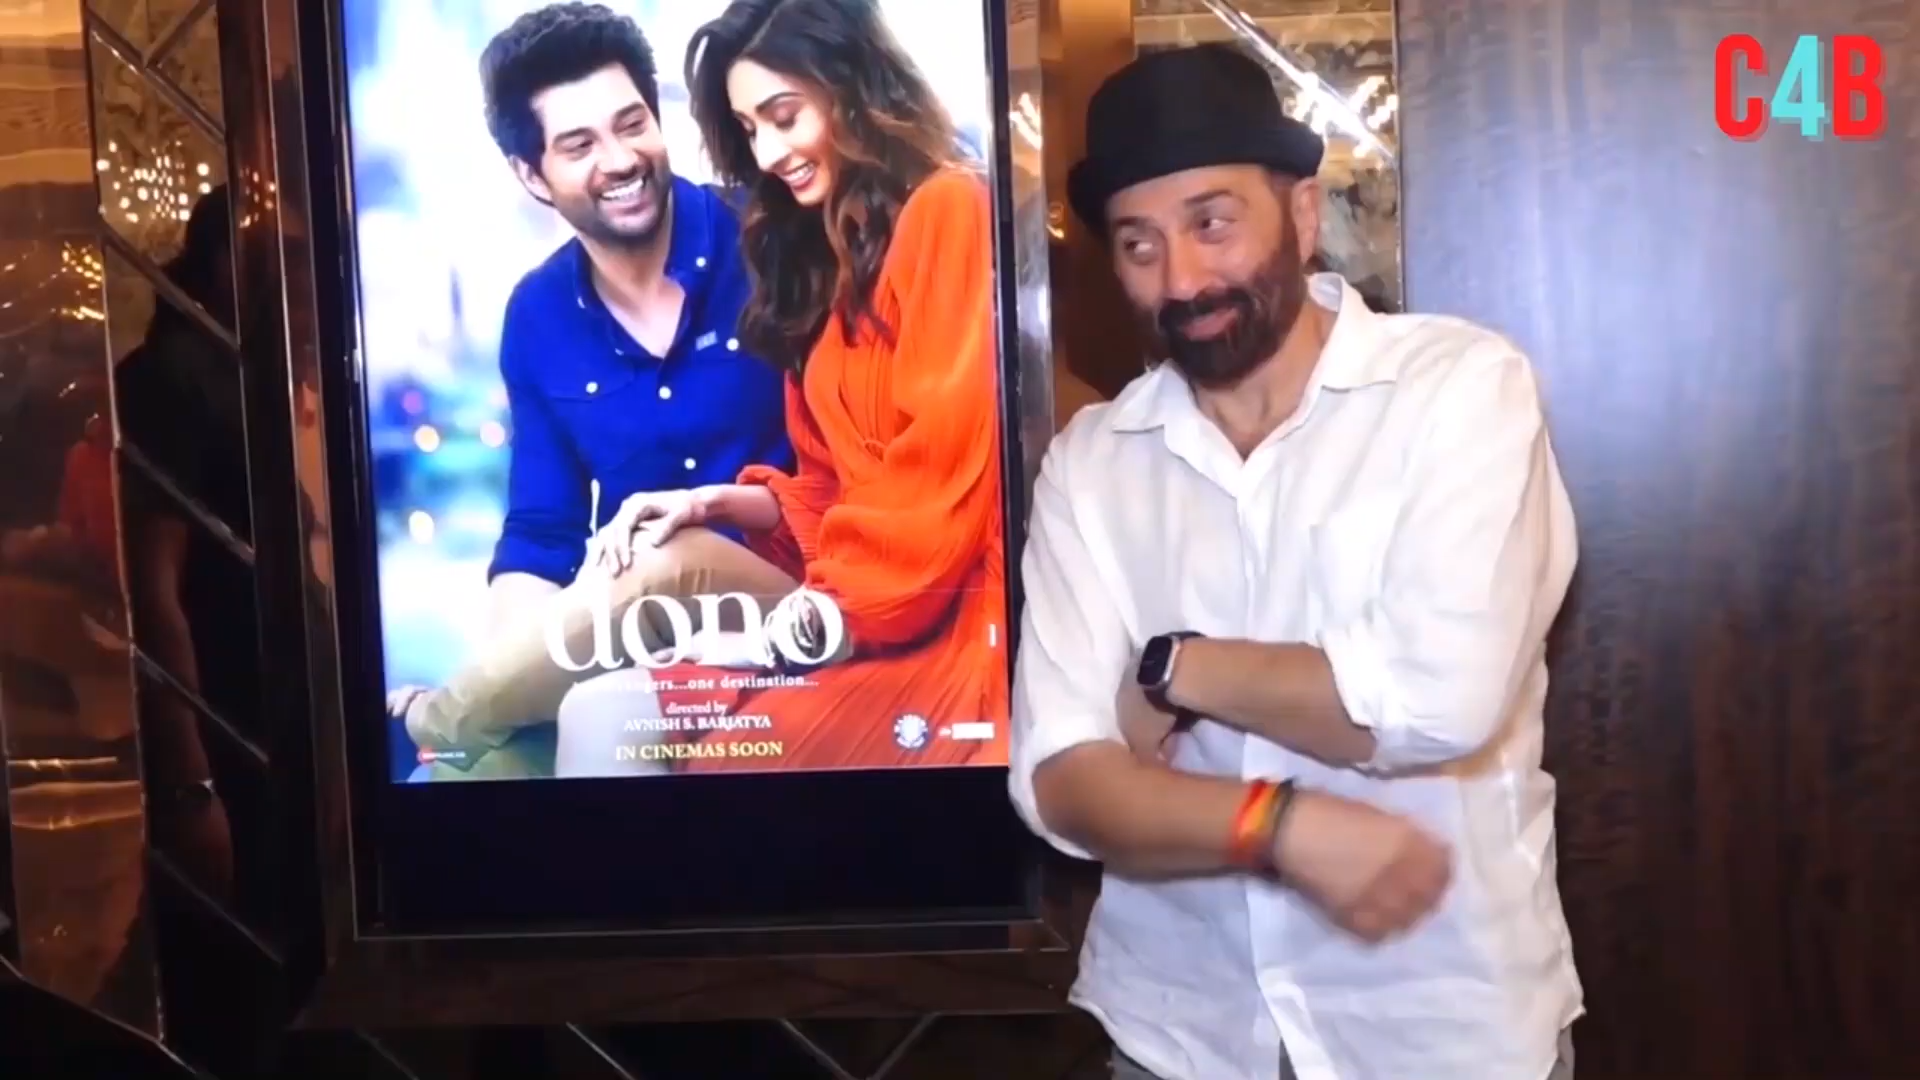 C4B
dono
...one destination...
directed by
AVNISH S. BARJATYA
IN CINEMAS SOON